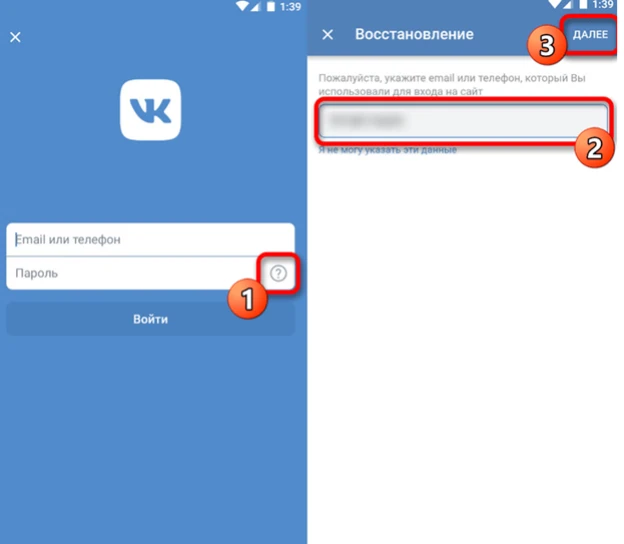 1:39
VK
Email или телефон
Пароль
?
1
Войти
1:39
Восстановление
ДАЛЕЕ
3
Пожалуйста, укажите email или телефон, который Вы
использовали для входа на сайт
2
Я не могу указать эти данные